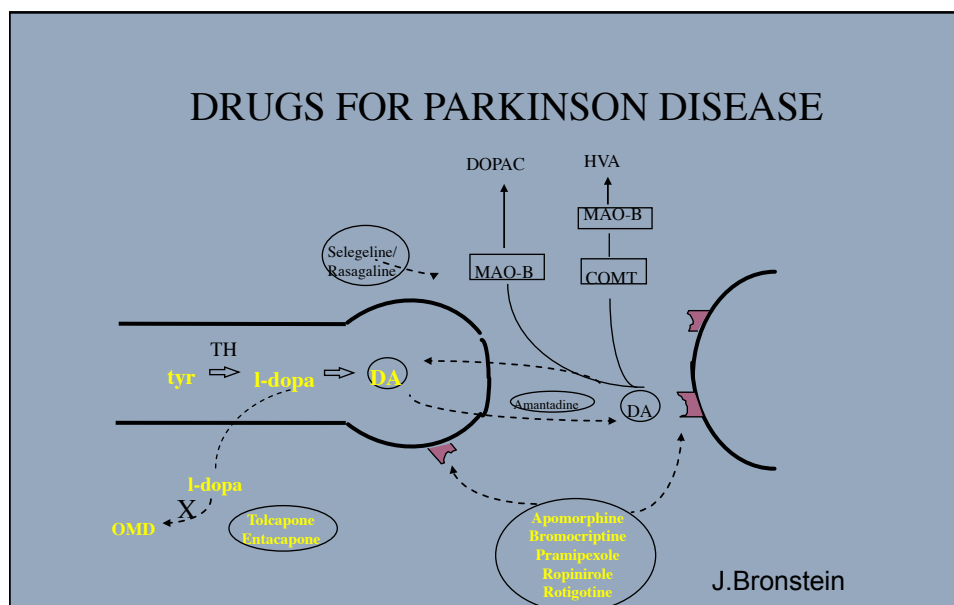 DRUGS FOR PARKINSON DISEASE
DOPAC
HVA
MAO-B
Selegeline/
Rasagaline
MAO-B
COMT
TH
tyr
l-dopa
DA
Amantadine
DA
l-dopa
X
OMD
Tolcapone
Entacapone
Apomorphine
Bromocriptine
Pramipexole
Ropinirole
Rotigotine
J.Bronstein